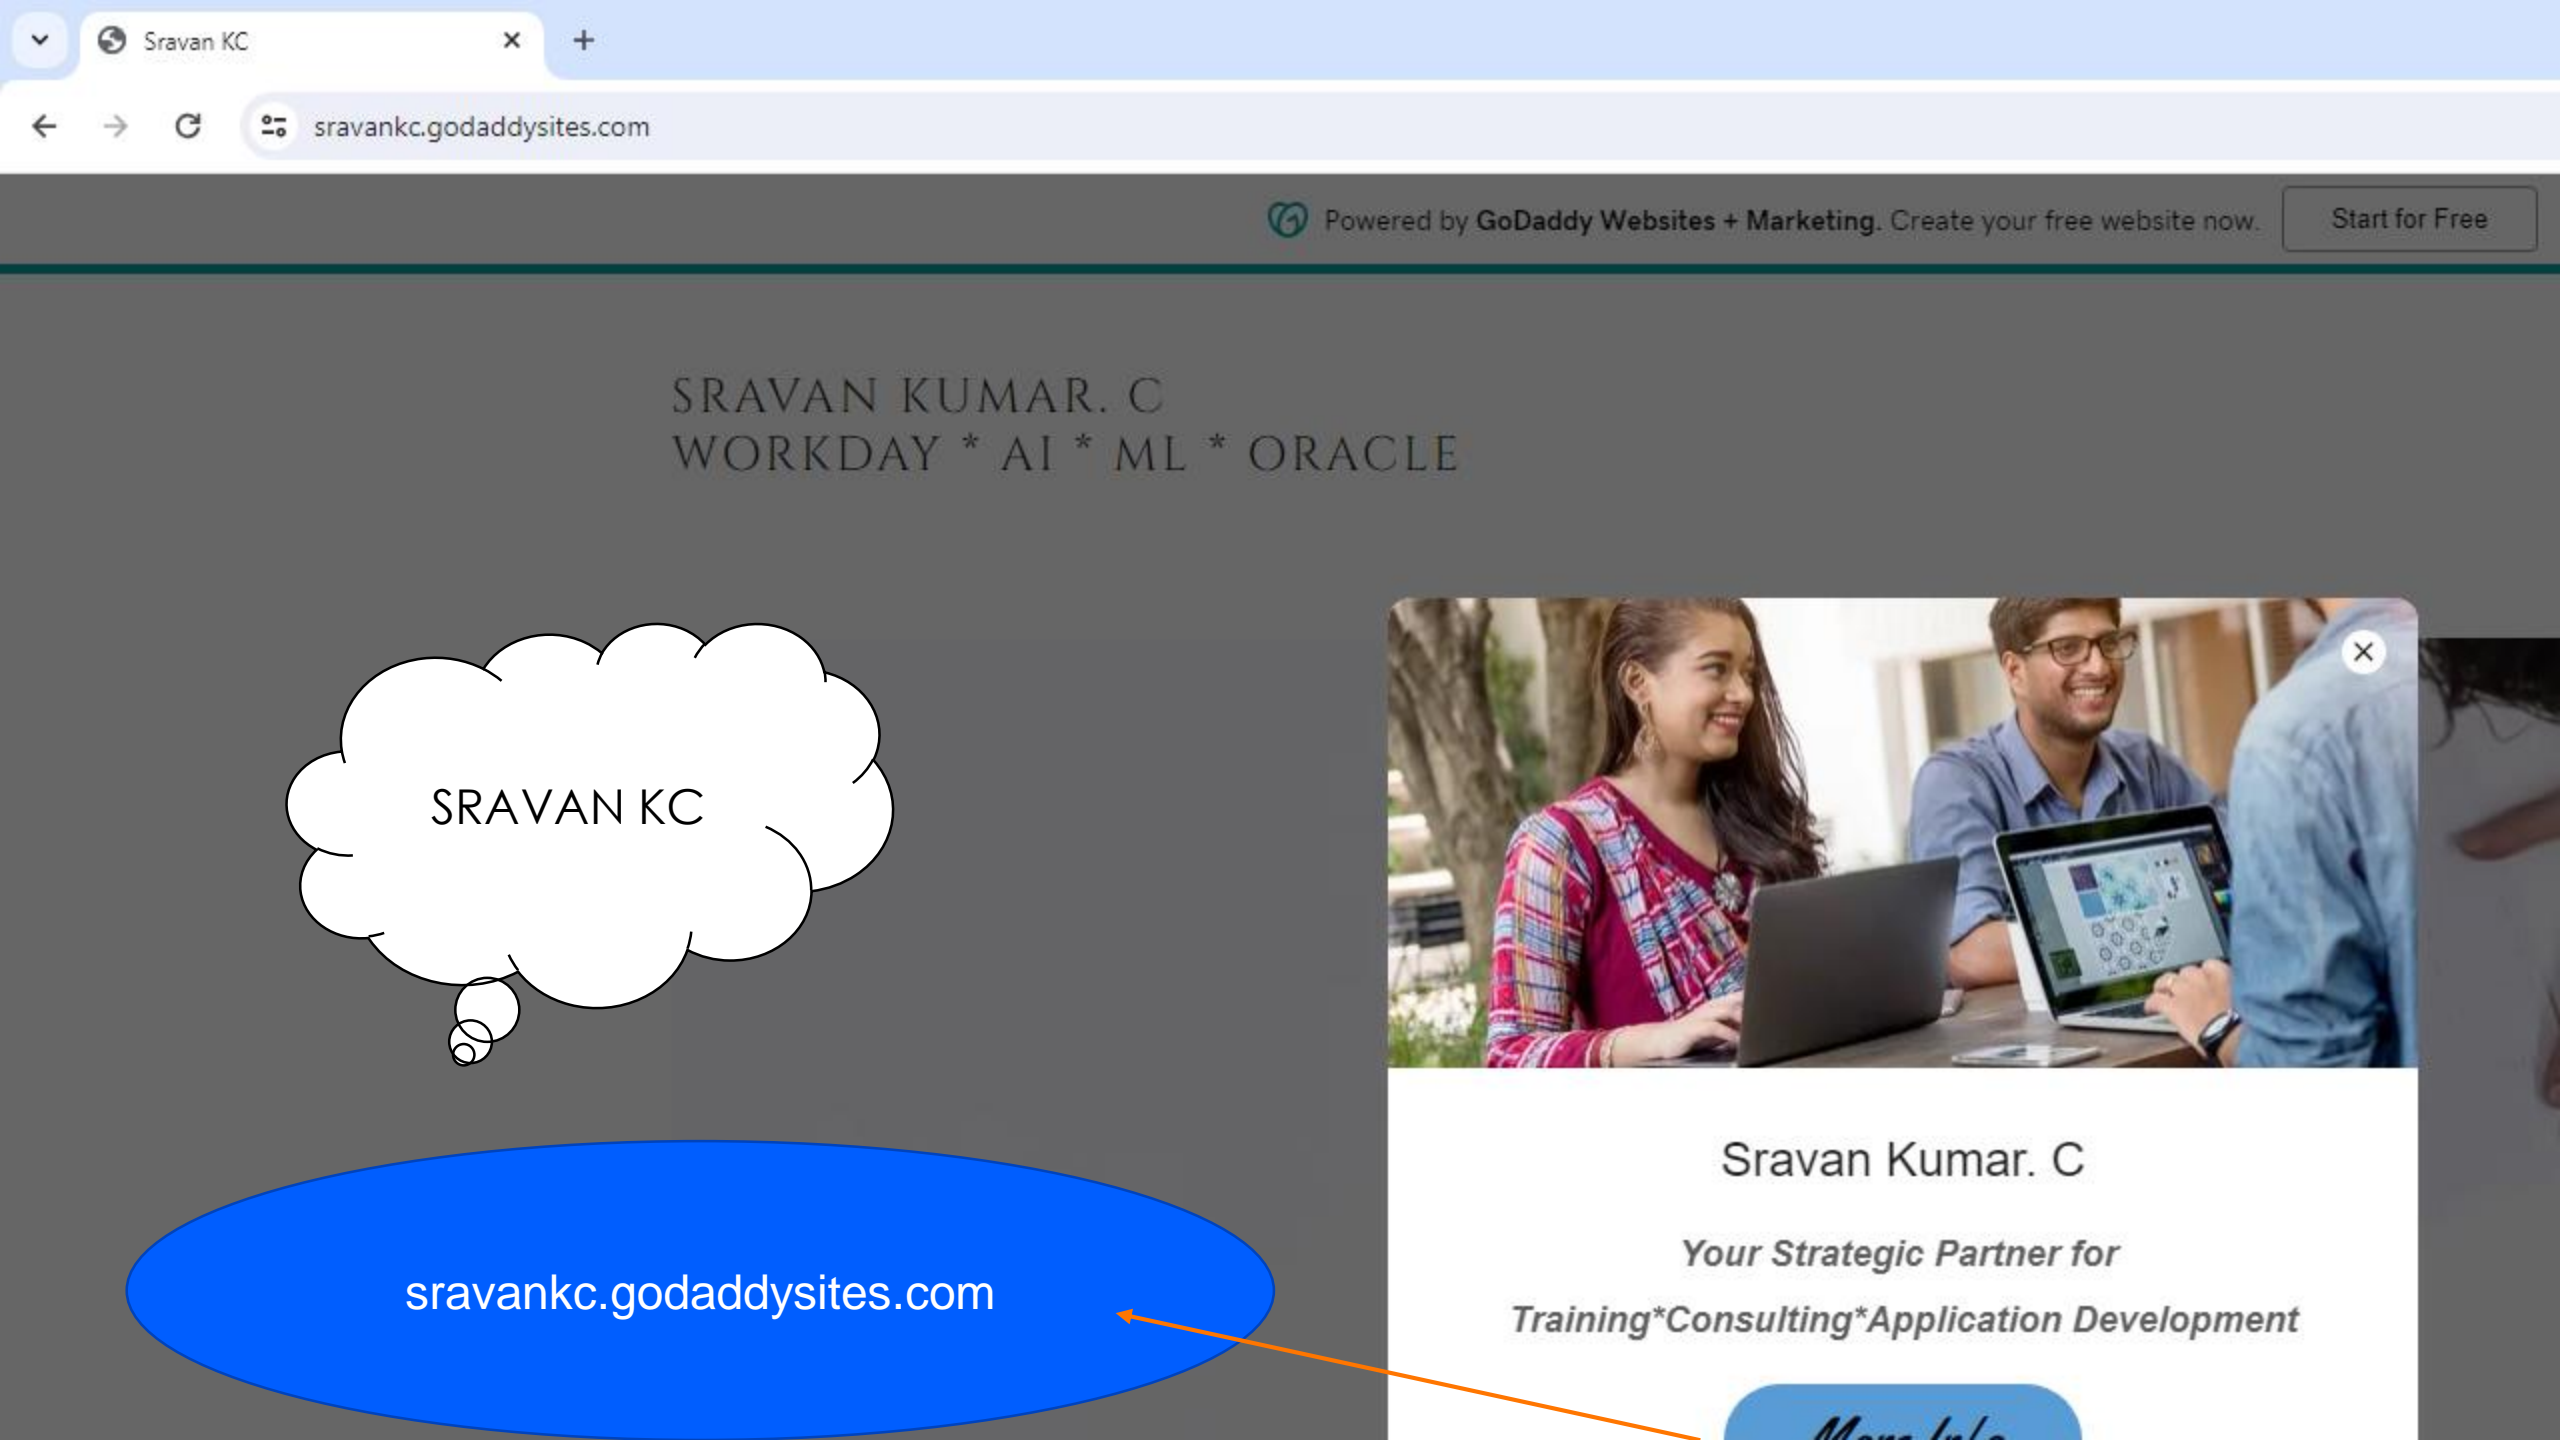 Sravan KC
sravankc.godaddysites.com
Powered by GoDaddy Websites + Marketing. Create your free website now.
Start for Free
SRAVAN KUMAR. C
WORKDAY * AI * ML * ORACLE
SRAVAN KC
sravankc.godaddysites.com
Sravan Kumar. C
Your Strategic Partner for
Training*Consulting*Application Development
More Info